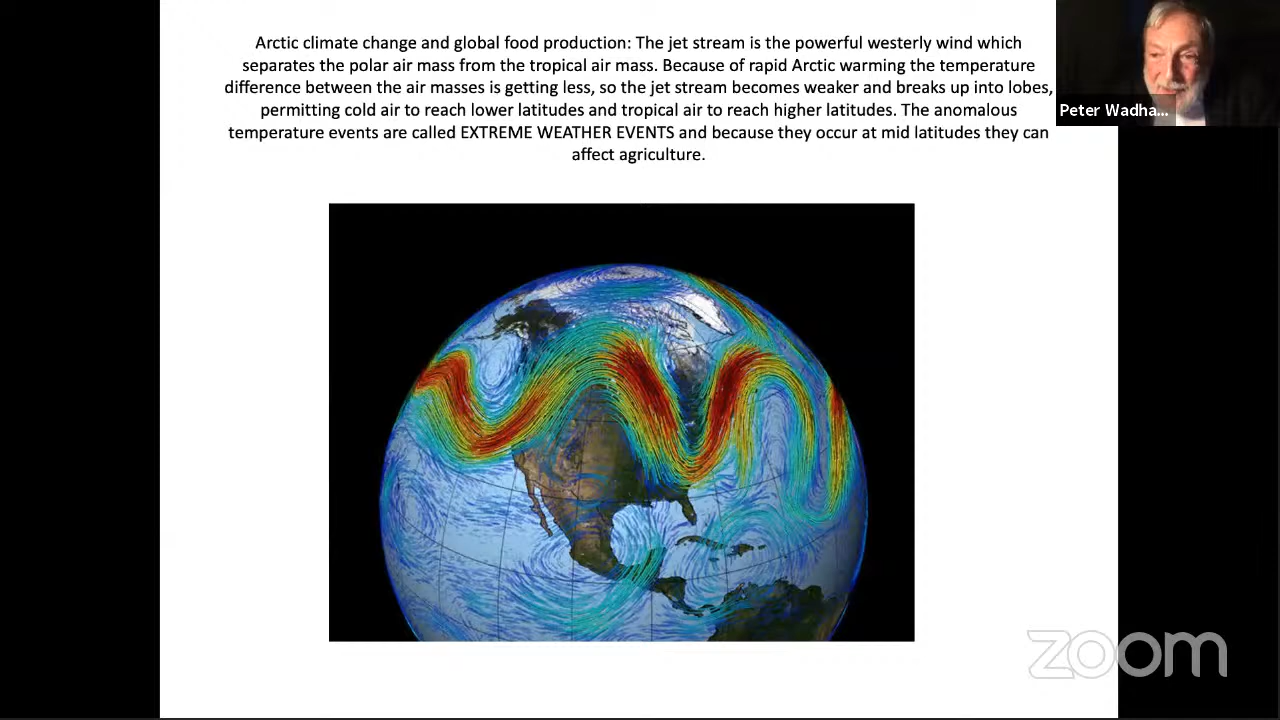 Arctic climate change and global food production: The jet stream is the powerful westerly wind which
separates the polar air mass from the tropical air mass. Because of rapid Arctic warming the temperature
difference between the air masses is getting less, so the jet stream becomes weaker and breaks up into lobes,
permitting cold air to reach lower latitudes and tropical air to reach higher latitudes. The anomalous
temperature events are called EXTREME WEATHER EVENTS and because they occur at mid latitudes they can
affect agriculture.
Peter Wadha...
zoom